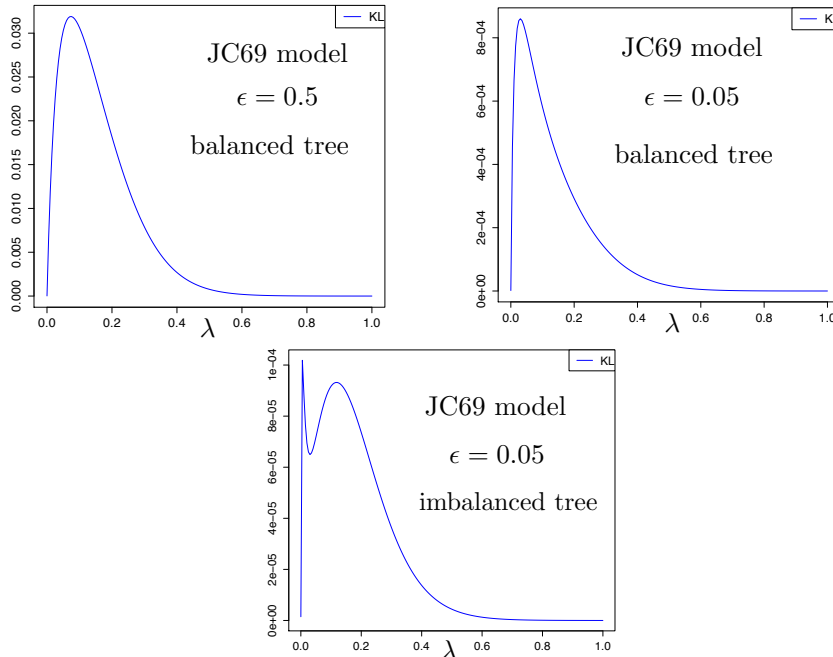 KL
JC69 model
ϵ = 0.5
balanced tree
0.000 0.005 0.010 0.015 0.020 0.025 0.030
0.0 0.2 0.4 0.6 0.8 1.0
λ
K
JC69 model
ϵ = 0.05
balanced tree
0e+00 2e−04 4e−04 6e−04 8e−04
0.0 0.2 0.4 0.6 0.8 1.0
λ
KL
JC69 model
ϵ = 0.05
imbalanced tree
0e+00 2e−05 4e−05 6e−05 8e−05 1e−04
0.0 0.2 0.4 0.6 0.8 1.0
λ